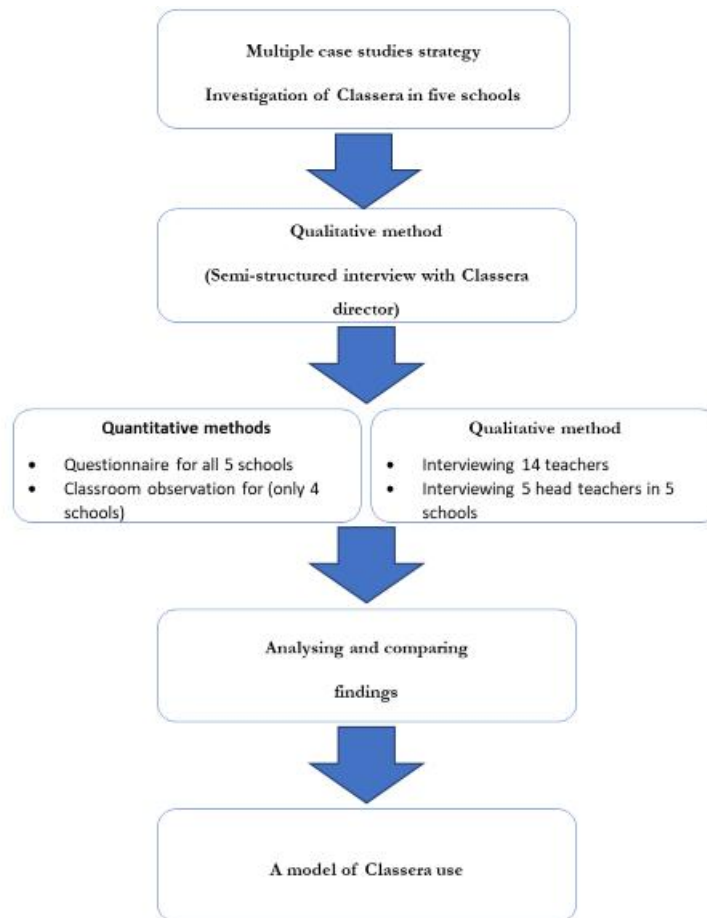 Multiple case studies strategy
Investigation of Classera in five schools
Qualitative method
(Semi-structured interview with Classera
director)
Quantitative methods
• Questionnaire for all 5 schools
• Classroom observation for (only 4
schools)
Qualitative method
• Interviewing 14 teachers
• Interviewing 5 head teachers in 5
schools
Analysing and comparing
findings
A model of Classera use